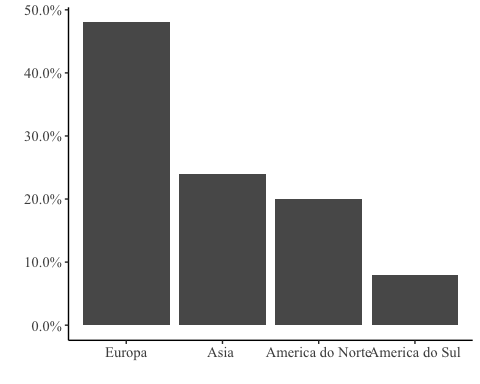 50.0%
40.0%
30.0%
20.0%
10.0%
0.0%
Europa
Asia
America do Norte
America do Sul